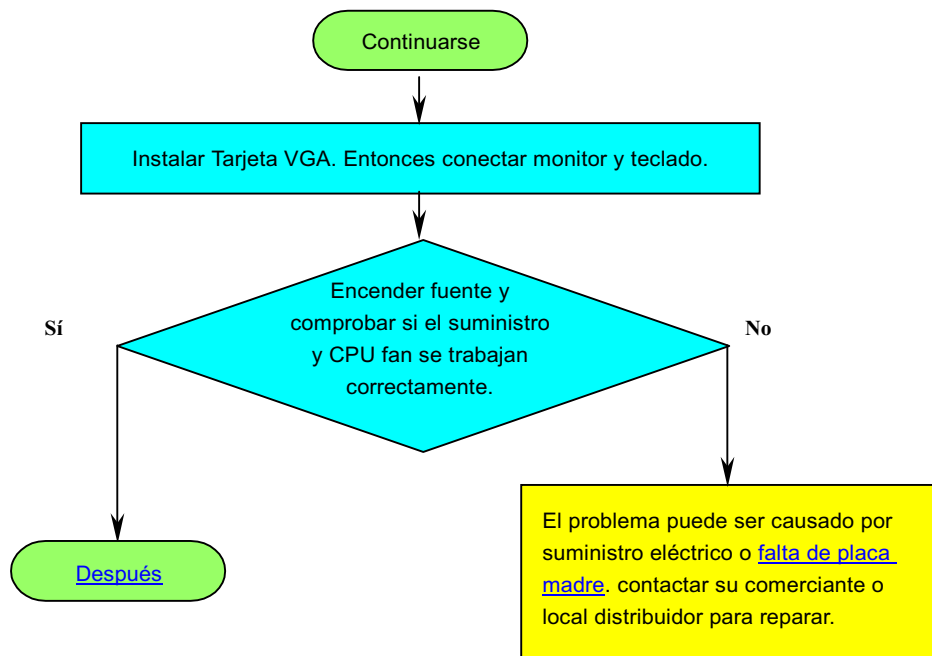 Continuarse
Instalar Tarjeta VGA. Entonces conectar monitor y teclado.
Encender fuente y
comprobar si el suministro
y CPU fan se trabajan
correctamente.
Sí
No
Después
El problema puede ser causado por
suministro eléctrico o falta de placa
madre. contactar su comerciante o
local distribuidor para reparar.